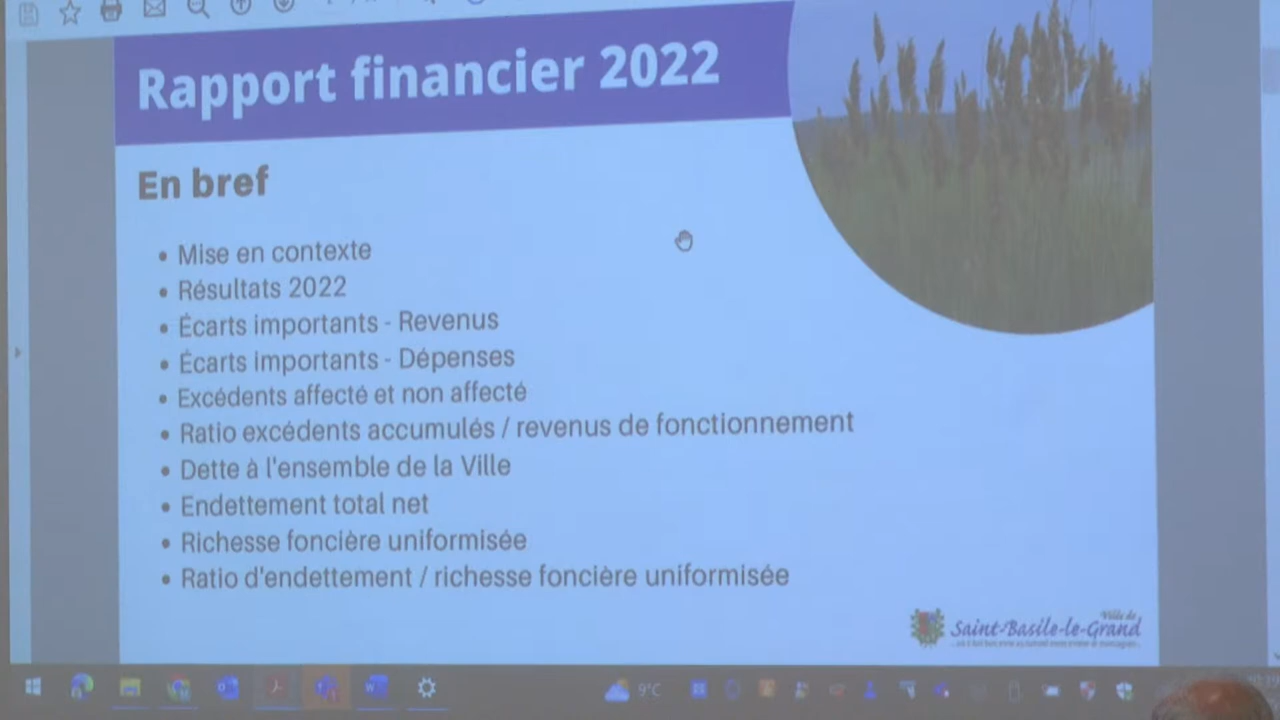 Rapport financier 2022
En bref
• Mise en contexte
• Résultats 2022
• Écarts importants - Revenus
• Écarts importants - Dépenses
• Excédents affecté et non affecté
• Ratio excédents accumulés / revenus de fonctionnement
• Dette à l'ensemble de la Ville
• Endettement total net
• Richesse foncière uniformisée
• Ratio d'endettement / richesse foncière uniformisée
Ville de
Saint-Basile-le-Grand
9°C